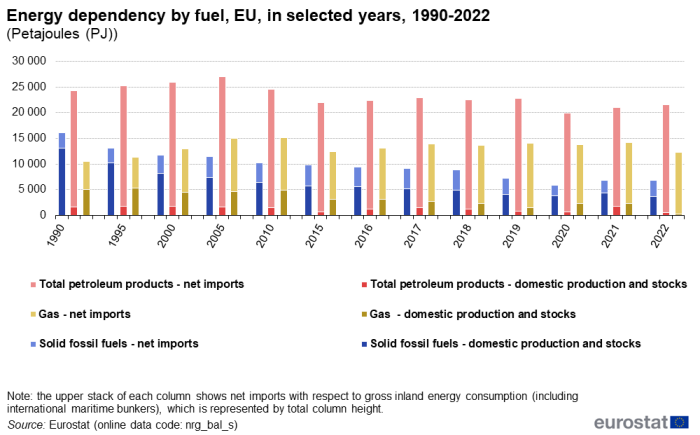 Energy dependency by fuel, EU, in selected years, 1990-2022
(Petajoules (PJ))
30 000
25 000
20 000
15 000
10 000
5 000
0
1990
1995
2000
2005
2010
2015
2016
2017
2018
2019
2020
2021
2022
Total petroleum products - net imports
Total petroleum products - domestic production and stocks
Gas - net imports
Gas - domestic production and stocks
Solid fossil fuels - net imports
Solid fossil fuels - domestic production and stocks
Note: the upper stack of each column shows net imports with respect to gross inland energy consumption (including
international maritime bunkers), which is represented by total column height.
Source: Eurostat (online data code: nrg_bal_s)
eurostat